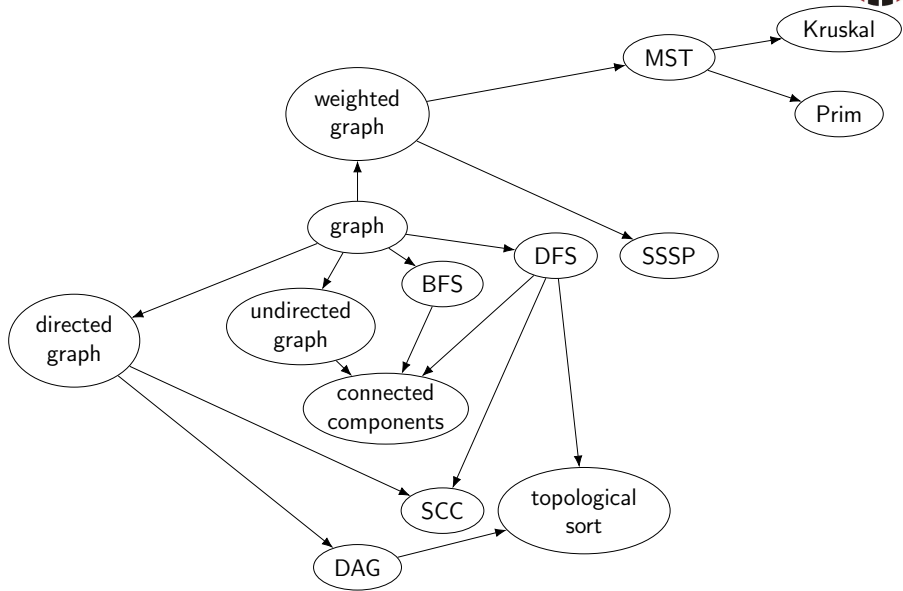 Kruskal
MST
weighted
graph
Prim
graph
DFS
SSSP
BFS
undirected
graph
directed
graph
connected
components
topological
sort
SCC
DAG